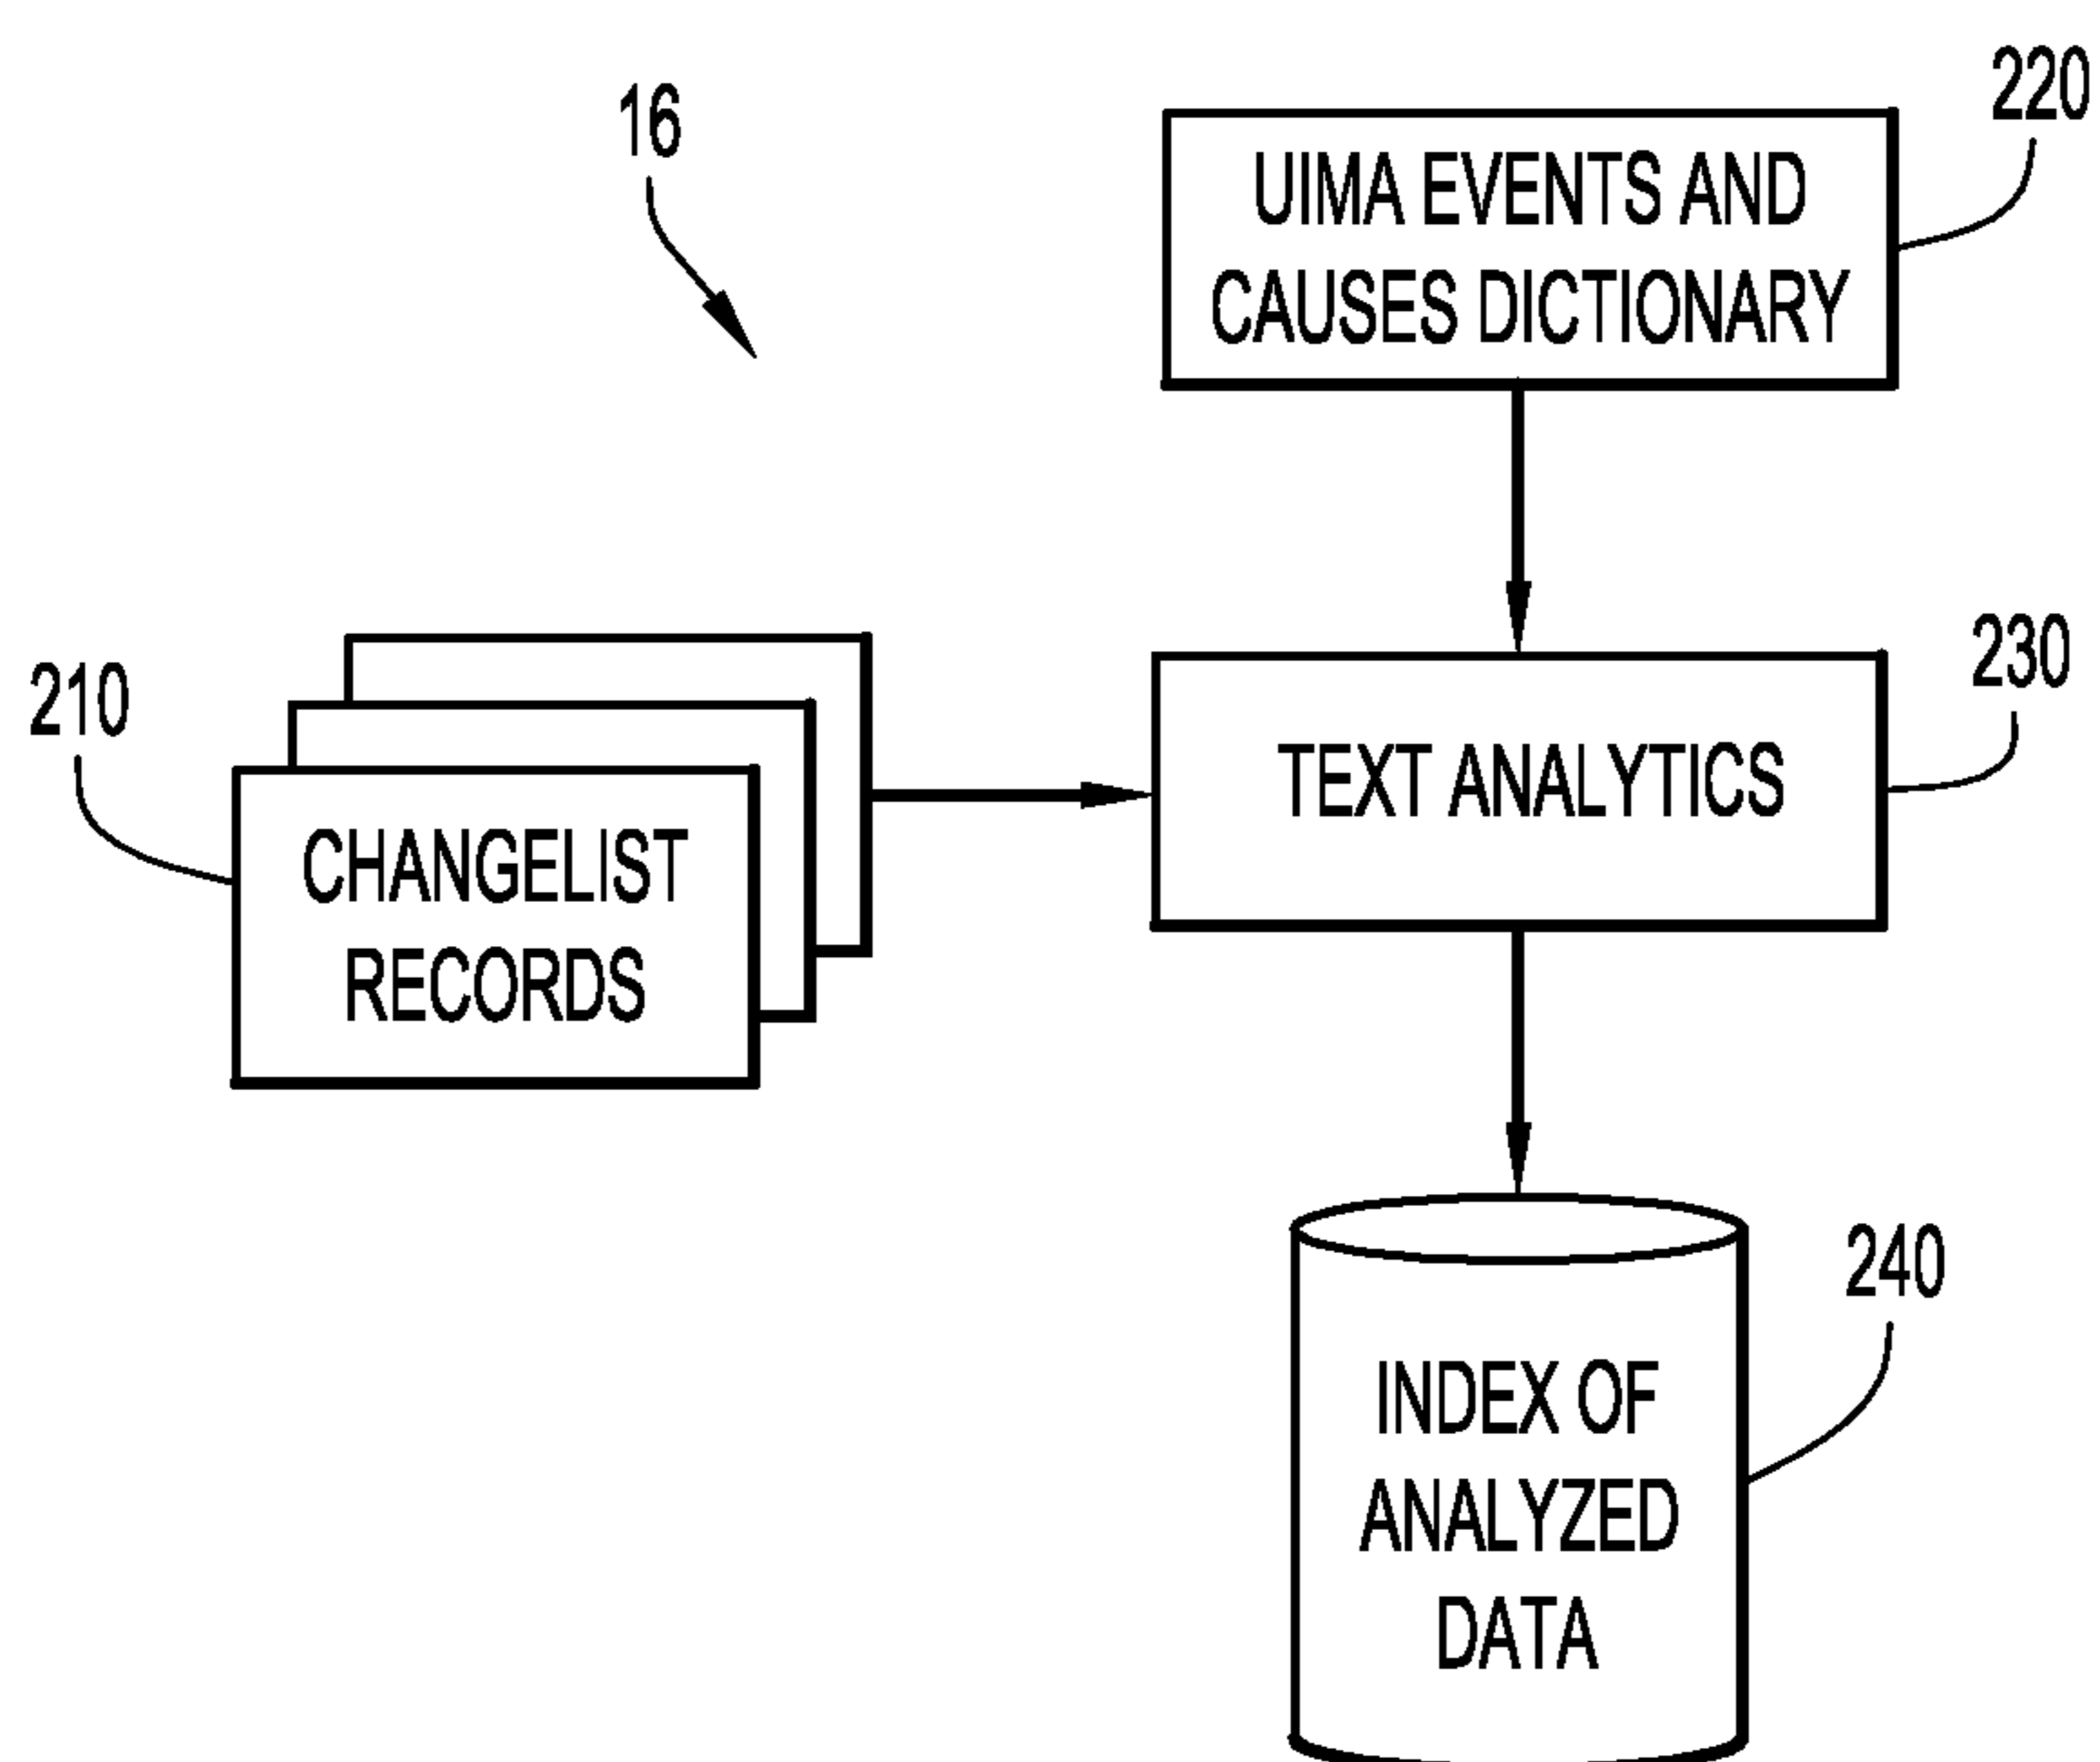 16
220
UIMA EVENTS AND
CAUSES DICTIONARY
210
230
CHANGELIST
RECORDS
TEXT ANALYTICS
240
INDEX OF
ANALYZED
DATA